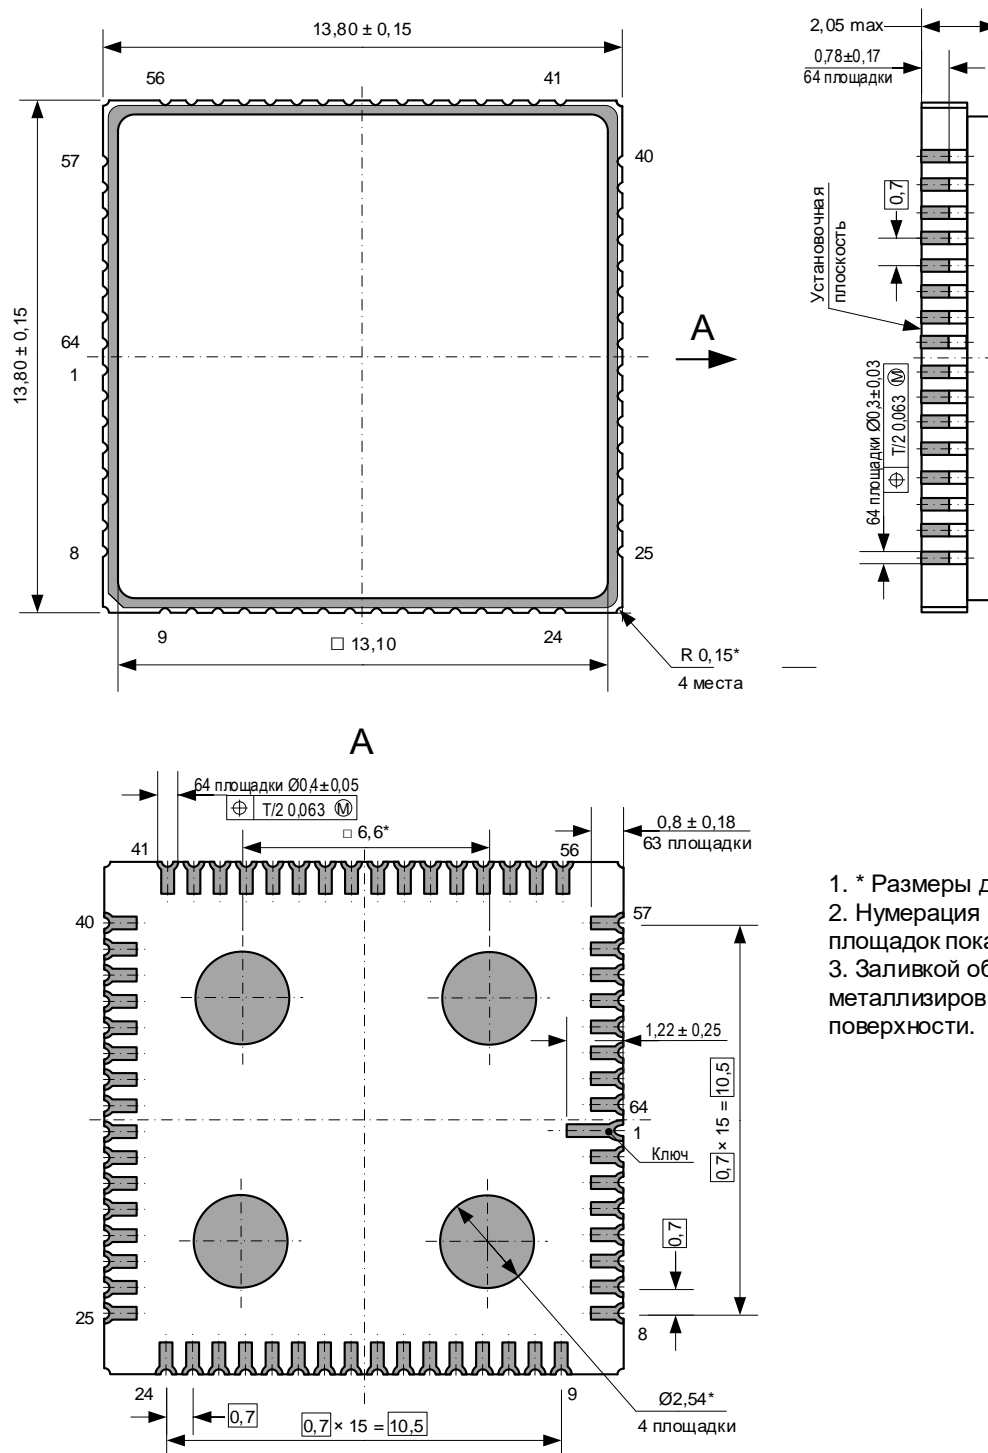 13,80 ± 0,15
56
41
57
40
64
1
13,80 ± 0,15
8
25
9
24
□ 13,10
R 0,15*
4 места
А
2,05 max
0,78±0,17
64 площадки
0,7
Установочная
плоскость
64 площадки Ø0,3±0,03
⌖ T/2 0,063 Ⓜ
А
64 площадки Ø0,4±0,05
⌖ T/2 0,063 Ⓜ
□ 6,6*
0,8 ± 0,18
63 площадки
41
56
40
57
1,22 ± 0,25
64
1
Ключ
0,7 × 15 = 10,5
0,7
25
8
24
9
0,7
0,7 × 15 = 10,5
Ø2,54*
4 площадки
1. * Размеры д
2. Нумерация
площадок пока
3. Заливкой об
металлизиров
поверхности.